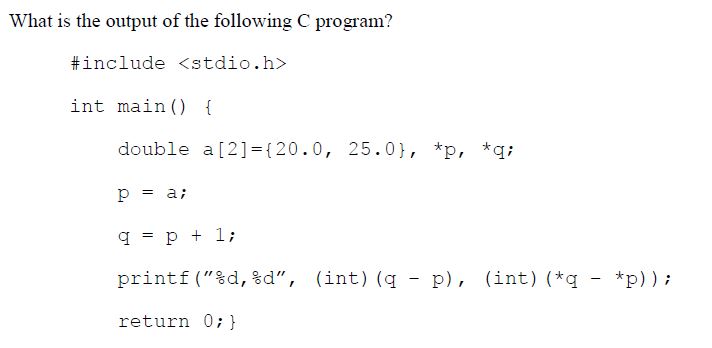 What is the output of the following C program?
#include <stdio.h>
int main() {
double a[2]={20.0, 25.0}, *p, *q;
p = a;
q = p + 1;
printf(″%d,%d″, (int)(q - p), (int)(*q - *p));
return 0;}